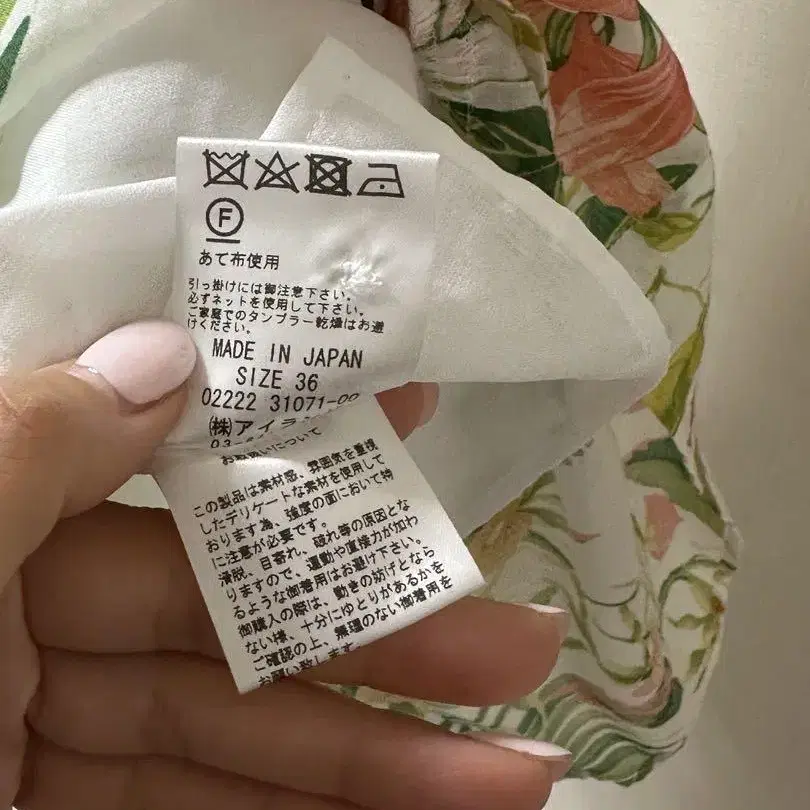 F
あて布使用
引っ掛けには御注意下さい。
必ずネットを使用して下さい。
ご家庭でのタンブラー乾燥はお避
けください。
MADE IN JAPAN
SIZE 36
02222 31071-00
(株)アイラ
03-
お取扱いについて
この製品は素材感、雰囲気を重視
したデリケートな素材を使用して
おります為、強度の面において特
に注意が必要です。
滑脱、目寄れ、破れ等の原因とな
りますので、運動や直接力が加わ
るような御着用はお避け下さい。
御購入の際は、動きの妨げとなら
ない様、十分にゆとりがあるかを
ご確認の上、無理のない御着用を
お願い致します。